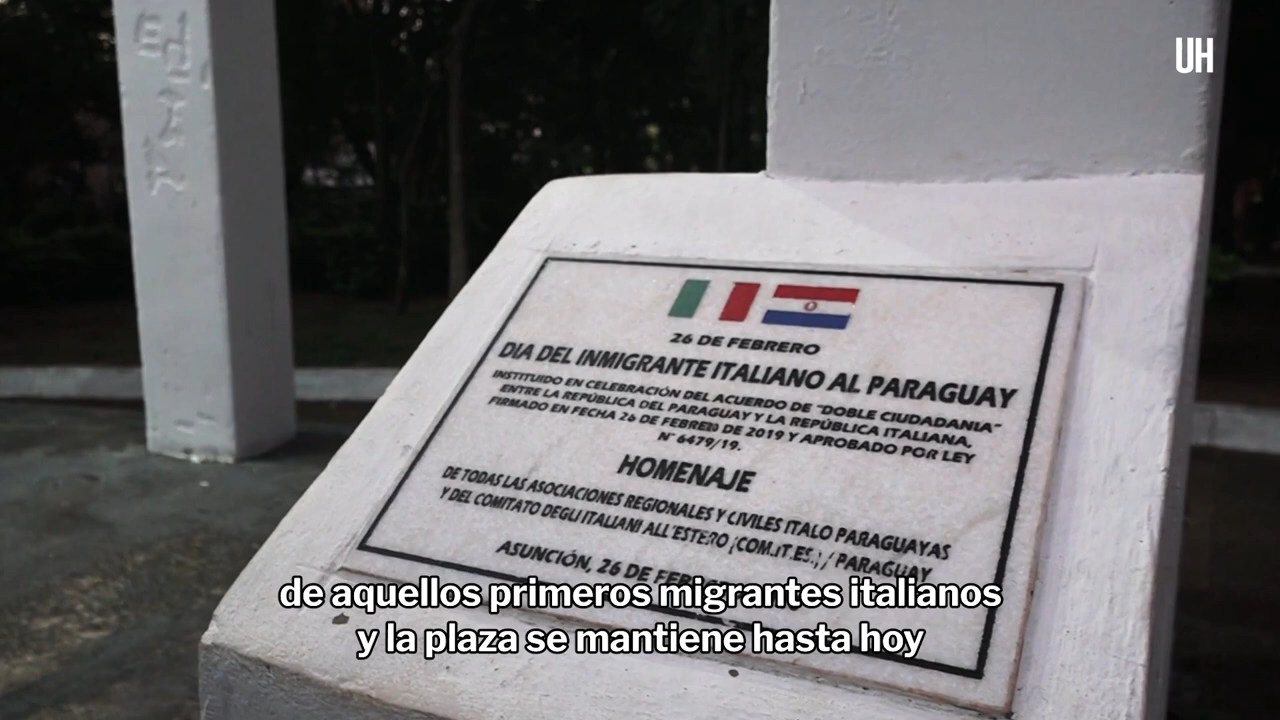 UH
26 DE FEBRERO
DIA DEL INMIGRANTE ITALIANO AL PARAGUAY
INSTITUIDO EN CELEBRACIÓN DEL ACUERDO DE "DOBLE CIUDADANIA"
ENTRE LA REPÚBLICA DEL PARAGUAY Y LA REPÚBLICA ITALIANA,
FIRMADO EN FECHA 26 DE FEBRERO DE 2019 Y APROBADO POR LEY
N° 6479/19.
HOMENAJE
DE TODAS LAS ASOCIACIONES REGIONALES Y CIVILES ITALO PARAGUAYAS
Y DEL COMITATO DEGLI ITALIANI ALL'ESTERO (COM.IT.ES.) / PARAGUAY
ASUNCIÓN, 26 DE
de aquellos primeros migrantes italianos
y la plaza se mantiene hasta hoy